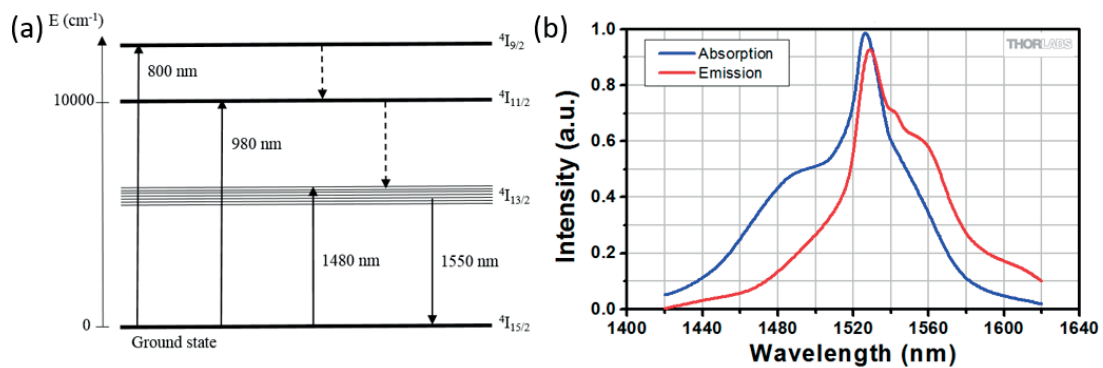 (a)
E (cm⁻¹)
⁴I₉/₂
800 nm
10000
⁴I₁₁/₂
980 nm
⁴I₁₃/₂
1480 nm
1550 nm
0
⁴I₁₅/₂
Ground state
(b)
Absorption
Emission
THORLABS
Intensity (a.u.)
1.0
0.8
0.6
0.4
0.2
0.0
1400 1440 1480 1520 1560 1600 1640
Wavelength (nm)